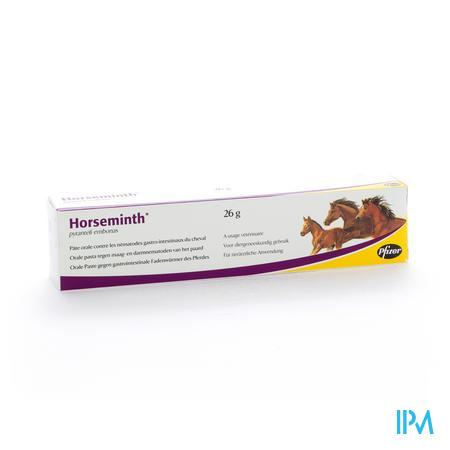 Horseminth
26 g
Horseminth®
pyranteli embonas
26 g
Pâte orale contre les nématodes gastro-intestinaux du cheval
Orale pasta tegen maag- en darmnematoden van het paard
Orale Paste gegen gastrointestinale Fadenwürmer des Pferdes
A usage vétérinaire
Voor diergeneeskundig gebruik
Für tierärztliche Anwendung
Pfizer
IPM